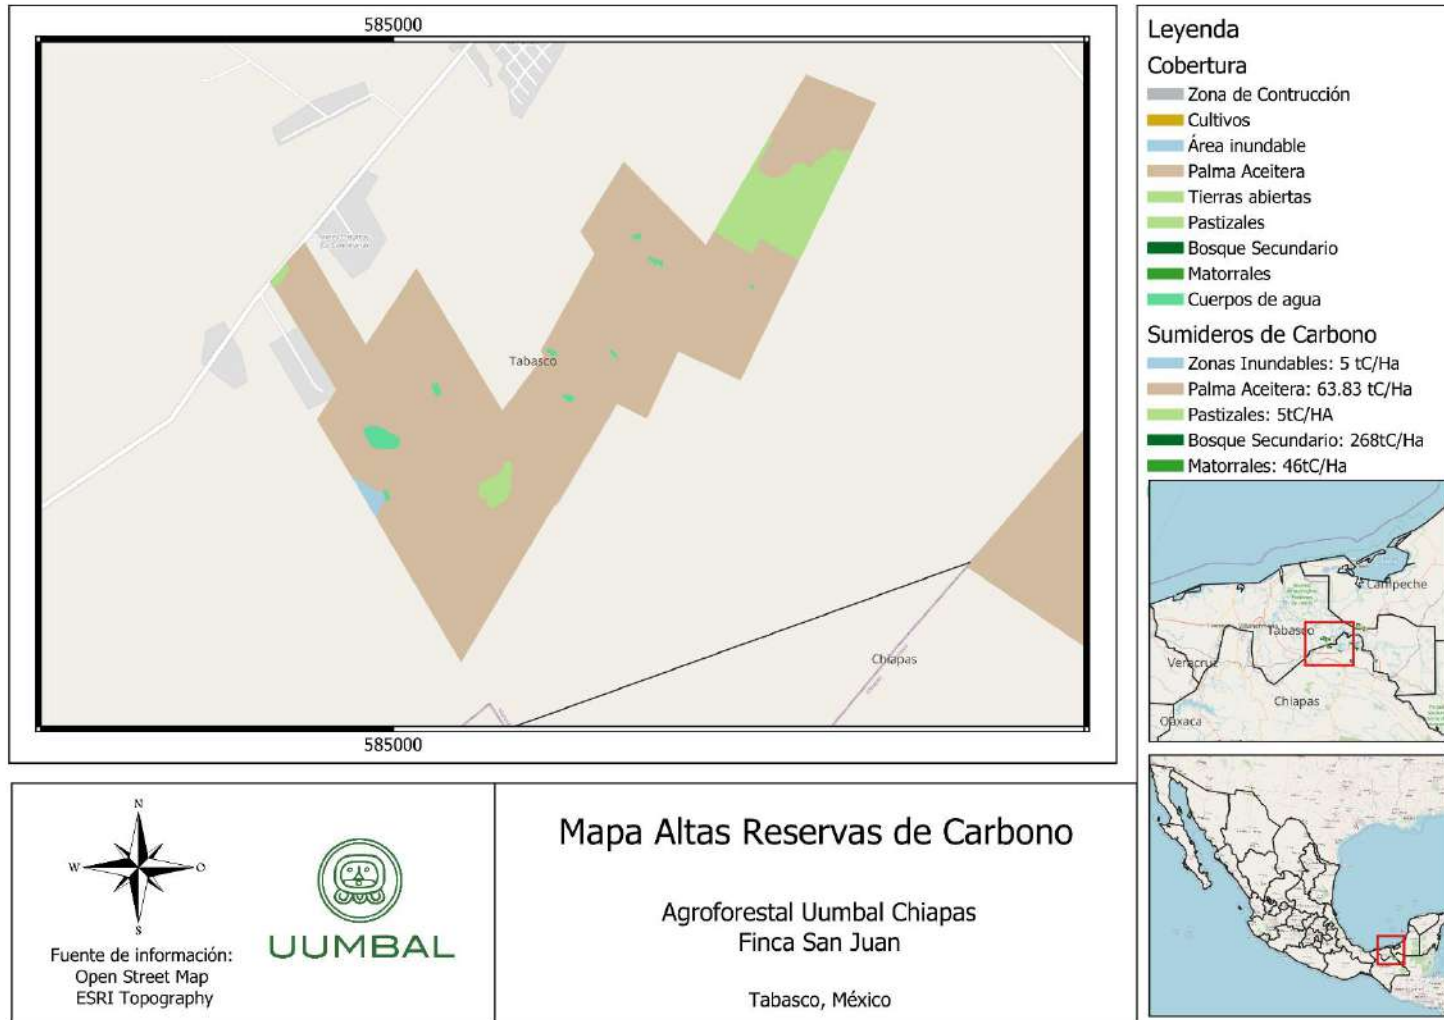 585000
Tabasco
Chiapas
585000
Leyenda
Cobertura
Zona de Contrucción
Cultivos
Área inundable
Palma Aceitera
Tierras abiertas
Pastizales
Bosque Secundario
Matorrales
Cuerpos de agua
Sumideros de Carbono
Zonas Inundables: 5 tC/Ha
Palma Aceitera: 63.83 tC/Ha
Pastizales: 5tC/HA
Bosque Secundario: 268tC/Ha
Matorrales: 46tC/Ha
Campeche
Tabasco
Veracruz
Chiapas
Oaxaca
N
W
O
S
Fuente de información:
Open Street Map
ESRI Topography
UUMBAL
Mapa Altas Reservas de Carbono
Agroforestal Uumbal Chiapas
Finca San Juan
Tabasco, México